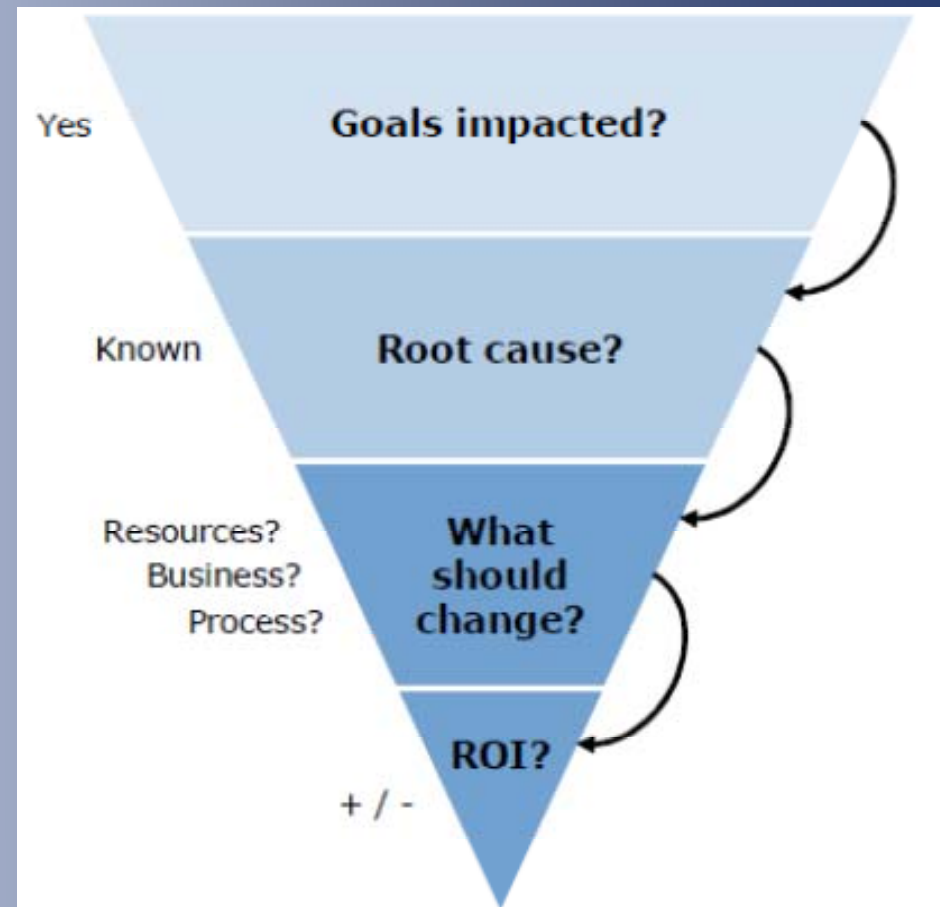 Yes
Goals impacted?
Known
Root cause?
Resources?
Business?
Process?
What
should
change?
ROI?
+ / -